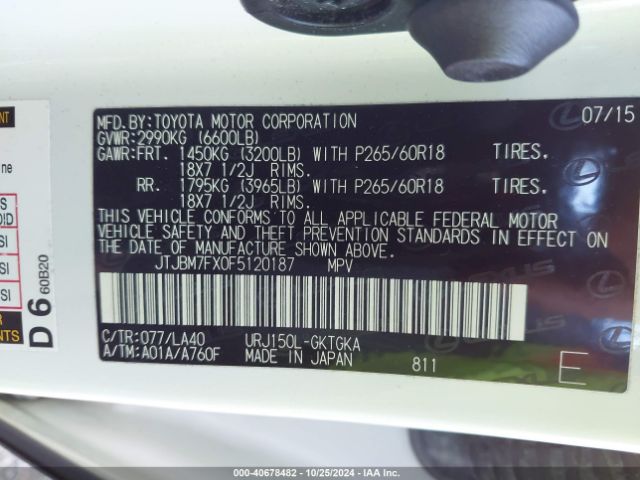 MFD.BY:TOYOTA MOTOR CORPORATION 07/15
GVWR:2990KG (6600LB)
GAWR:FRT. 1450KG (3200LB) WITH P265/60R18 TIRES.
18X7 1/2J RIMS.
RR. 1795KG (3965LB) WITH P265/60R18 TIRES.
18X7 1/2J RIMS.
THIS VEHICLE CONFORMS TO ALL APPLICABLE FEDERAL MOTOR
VEHICLE SAFETY AND THEFT PREVENTION STANDARDS IN EFFECT ON
THE DATE OF MANUFACTURE SHOWN ABOVE.
JTJBM7FX0F5120187 MPV
C/TR:077/LA40 URJ150L-GKTGKA
A/TM:A01A/A760F MADE IN JAPAN 811 E
D6 60B20
000-40678482 - 10/25/2024 - IAA